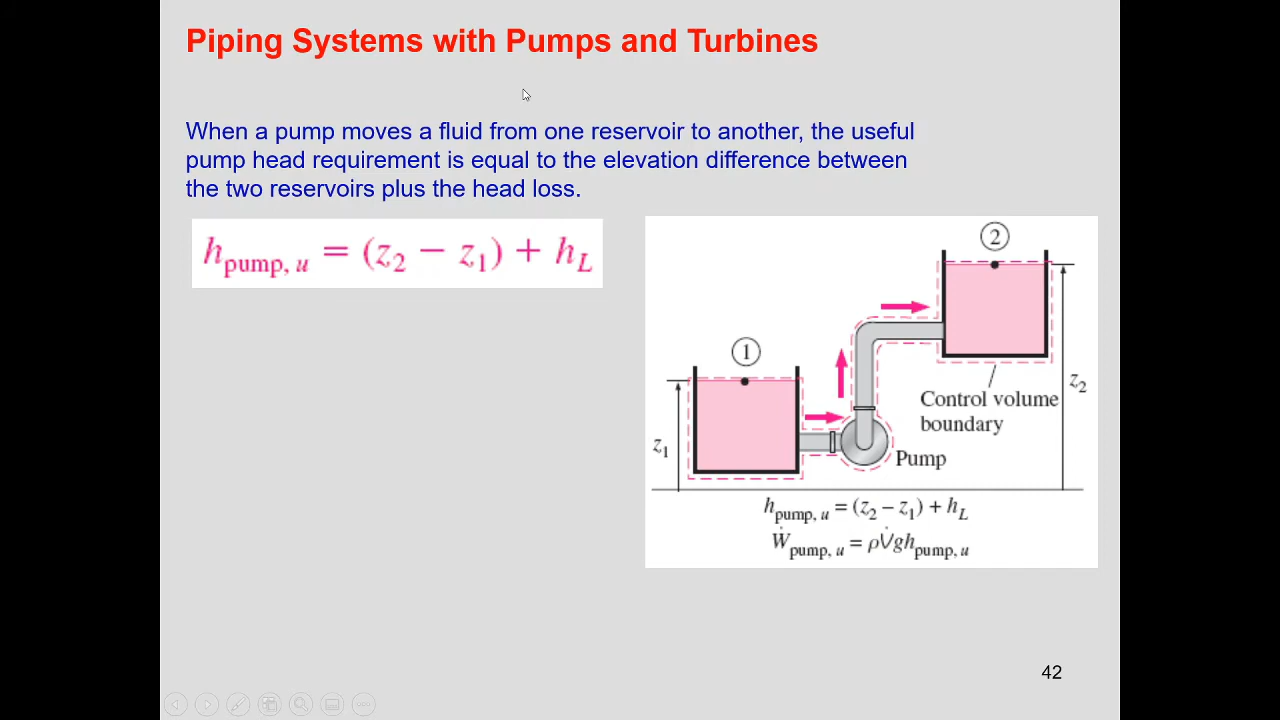 Piping Systems with Pumps and Turbines
When a pump moves a fluid from one reservoir to another, the useful
pump head requirement is equal to the elevation difference between
the two reservoirs plus the head loss.
h_pump, u = (z₂ − z₁) + h_L
②
①
z₂
Control volume
boundary
z₁
Pump
h_pump, u = (z₂ − z₁) + h_L
Ẇ_pump, u = ρV̇gh_pump, u
42